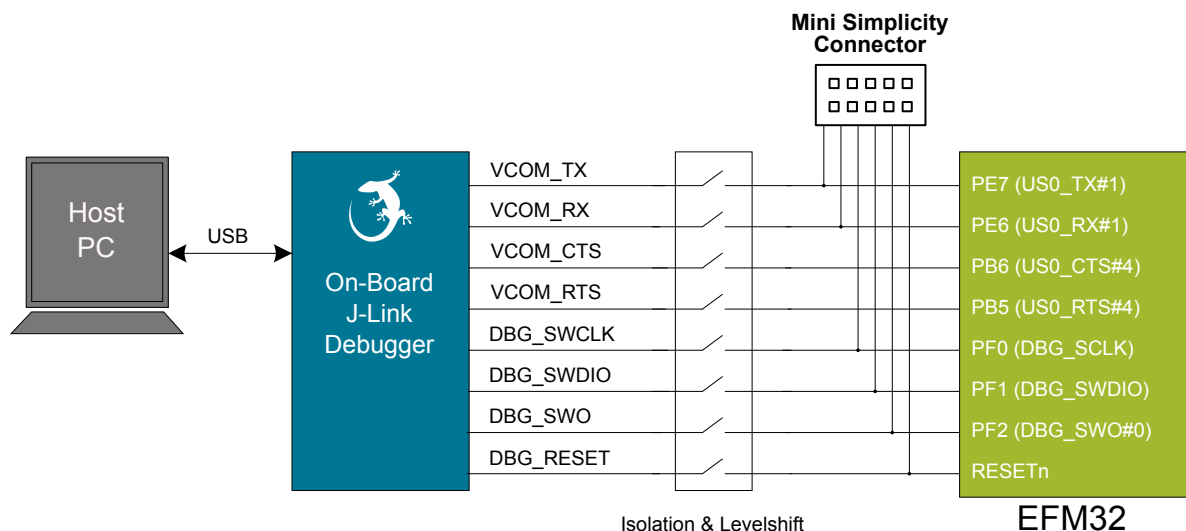 Mini Simplicity
Connector
Host
PC
USB
On-Board
J-Link
Debugger
VCOM_TX
VCOM_RX
VCOM_CTS
VCOM_RTS
DBG_SWCLK
DBG_SWDIO
DBG_SWO
DBG_RESET
Isolation & Levelshift
PE7 (US0_TX#1)
PE6 (US0_RX#1)
PB6 (US0_CTS#4)
PB5 (US0_RTS#4)
PF0 (DBG_SCLK)
PF1 (DBG_SWDIO)
PF2 (DBG_SWO#0)
RESETn
EFM32